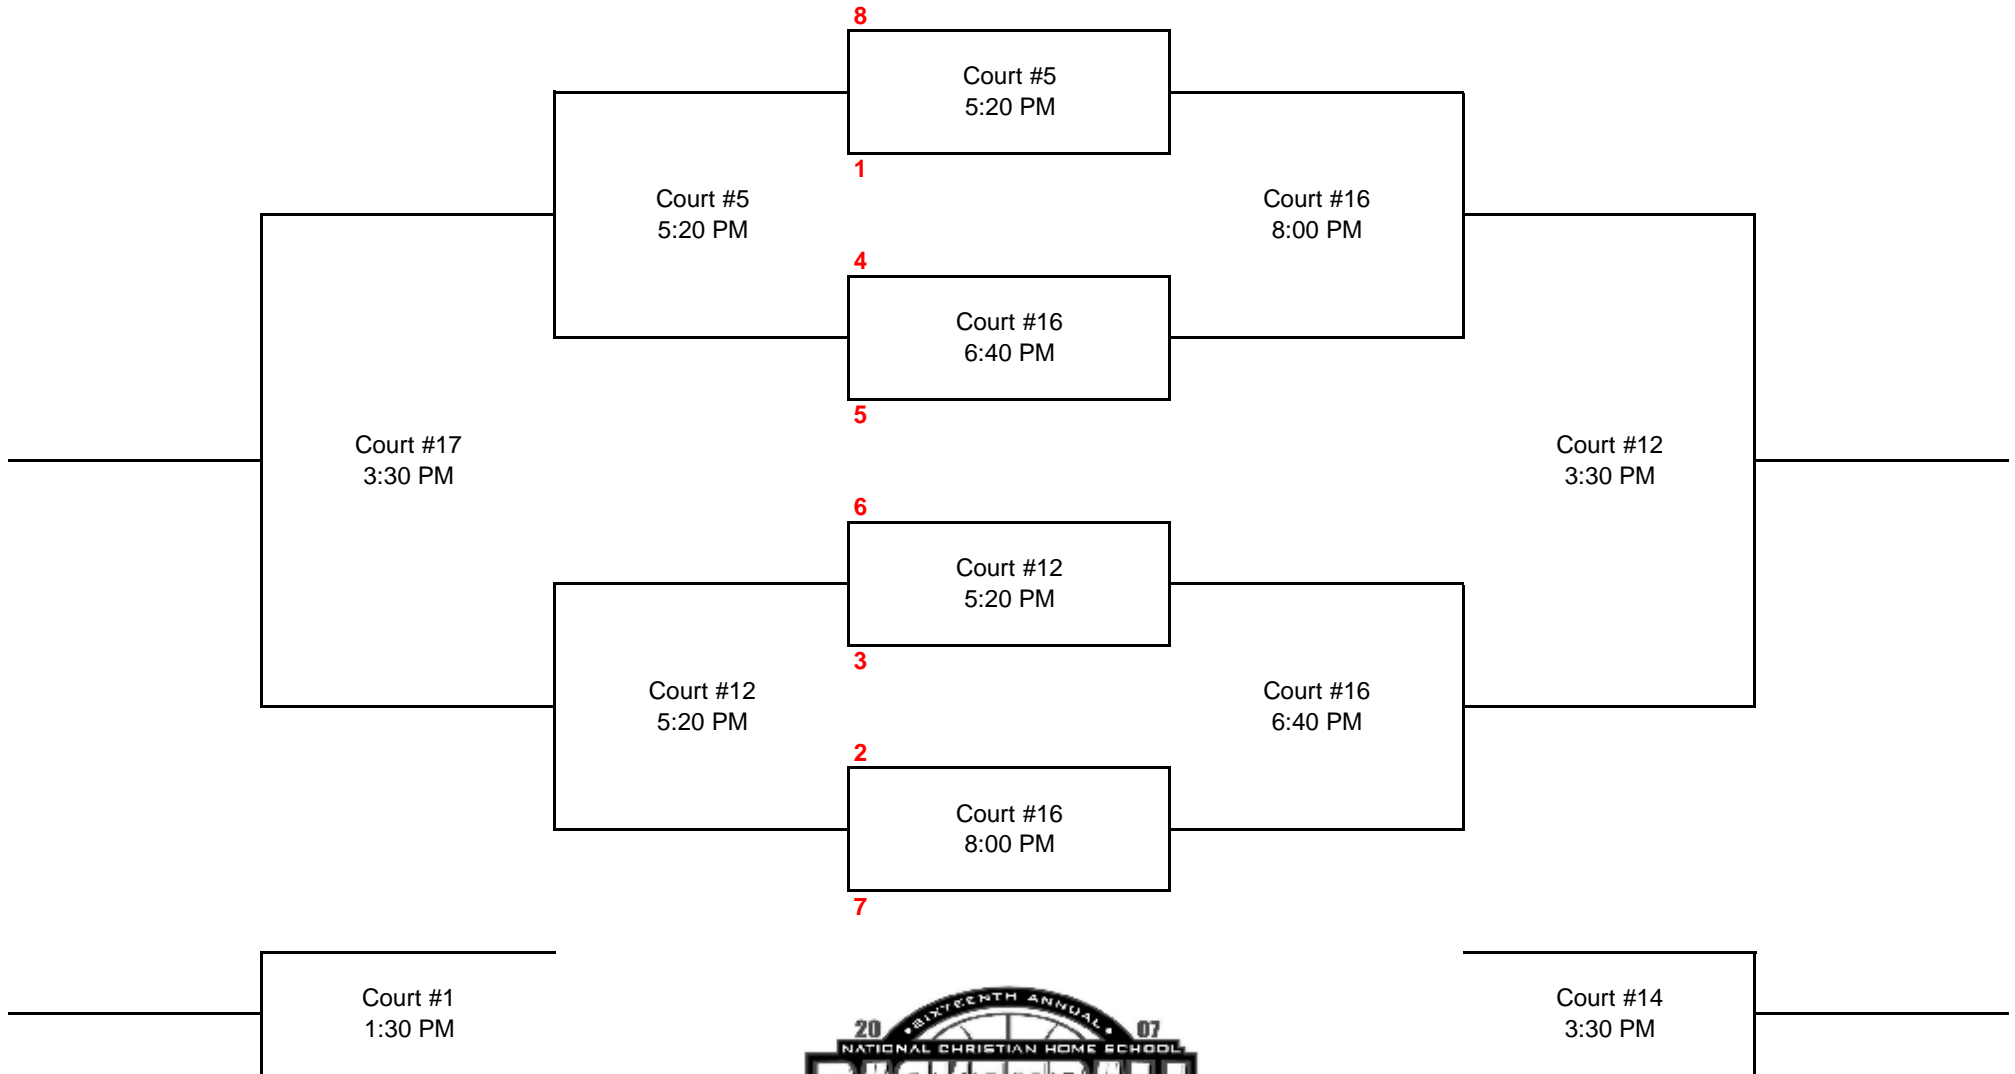 8
Court #5
5:20 PM
1
Court #5
5:20 PM
Court #16
8:00 PM
4
Court #16
6:40 PM
5
Court #17
3:30 PM
Court #12
3:30 PM
6
Court #12
5:20 PM
3
Court #12
5:20 PM
Court #16
6:40 PM
2
Court #16
8:00 PM
7
Court #1
1:30 PM
Court #14
3:30 PM
SIXTEENTH ANNUAL
20 07
NATIONAL CHRISTIAN HOME SCHOOL